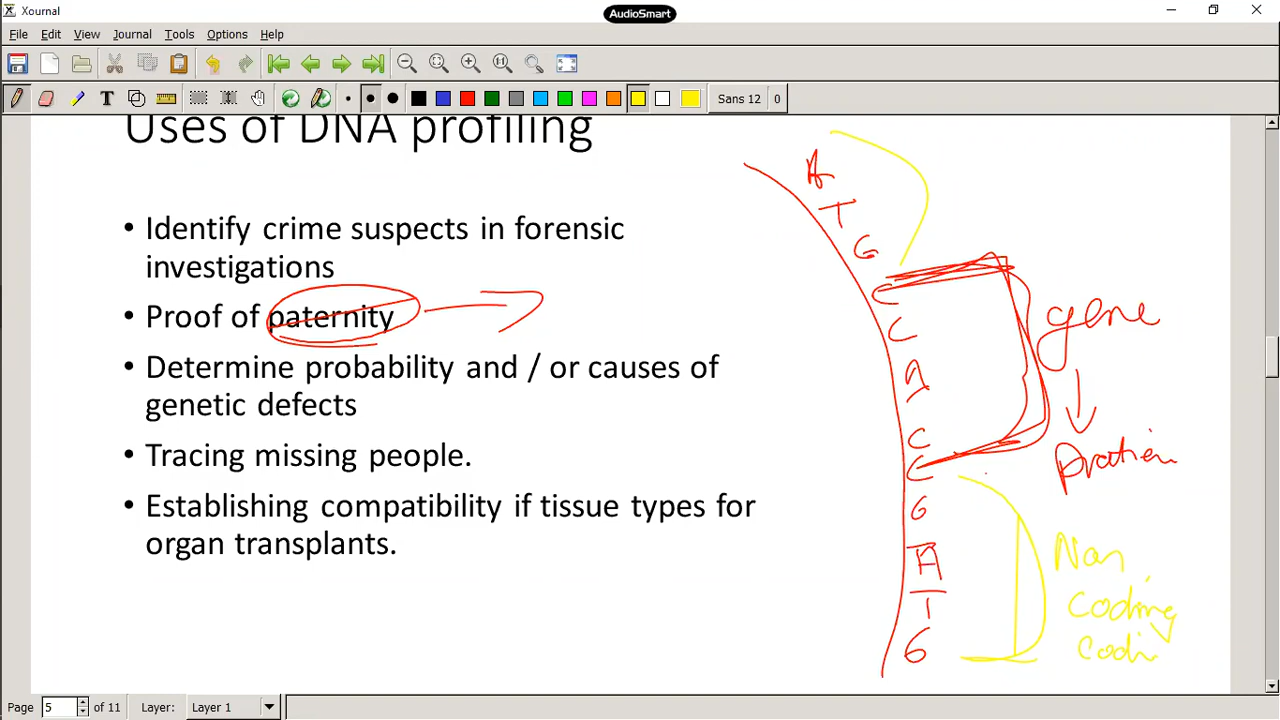 Xournal
AudioSmart
File Edit View Journal Tools Options Help
Sans 12 0
Uses of DNA profiling
• Identify crime suspects in forensic
investigations
• Proof of paternity
• Determine probability and / or causes of
genetic defects
• Tracing missing people.
• Establishing compatibility if tissue types for
organ transplants.
A
T
G
C
C
A
C
C
G
A
T
G
gene
Protien
Non
coding
Codi
Page 5 of 11 Layer: Layer 1